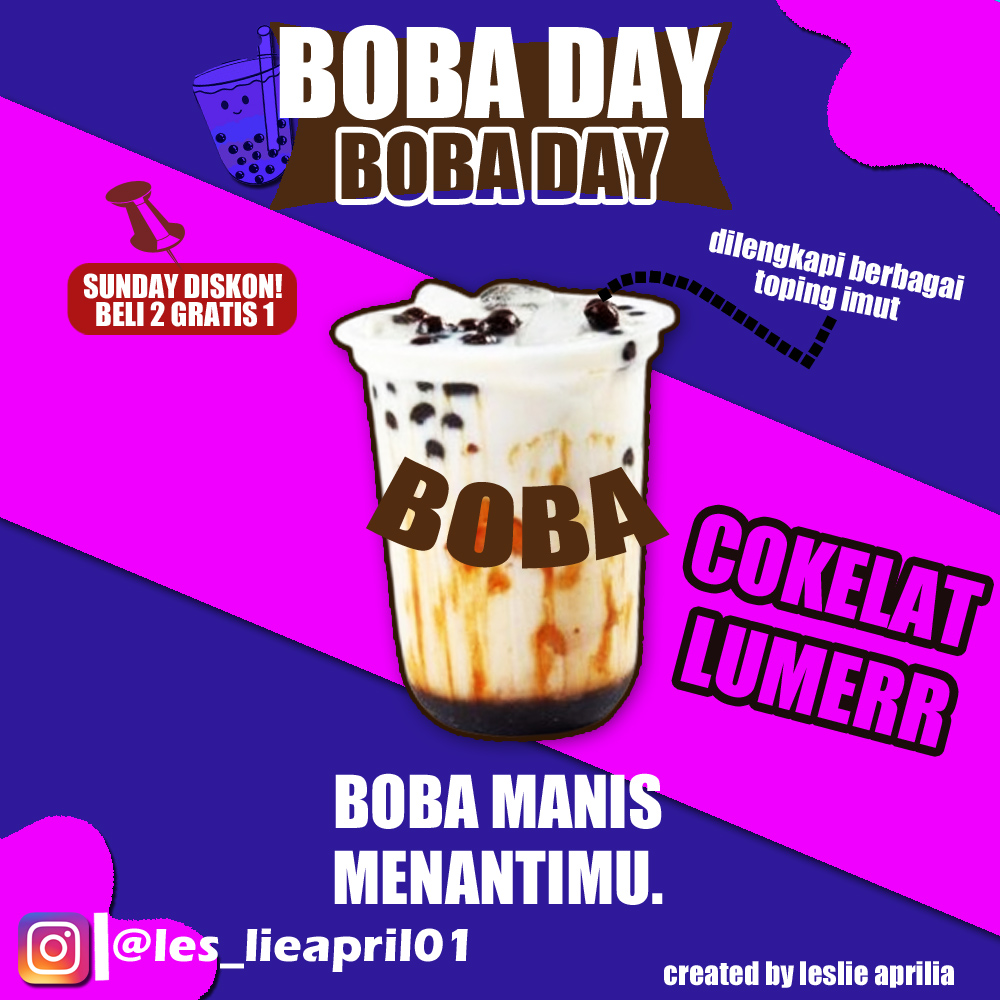 BOBA DAY
BOBA DAY
SUNDAY DISKON!
BELI 2 GRATIS 1
dilengkapi berbagai
toping imut
BOBA
COKELAT
LUMERR
BOBA MANIS
MENANTIMU.
@les_lieapril01
created by leslie aprilia